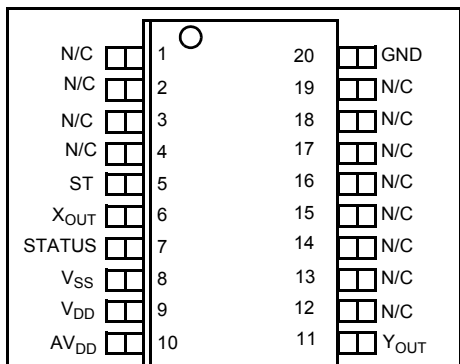 N/C 1 20 GND
N/C 2 19 N/C
N/C 3 18 N/C
N/C 4 17 N/C
ST 5 16 N/C
XOUT 6 15 N/C
STATUS 7 14 N/C
VSS 8 13 N/C
VDD 9 12 N/C
AVDD 10 11 YOUT